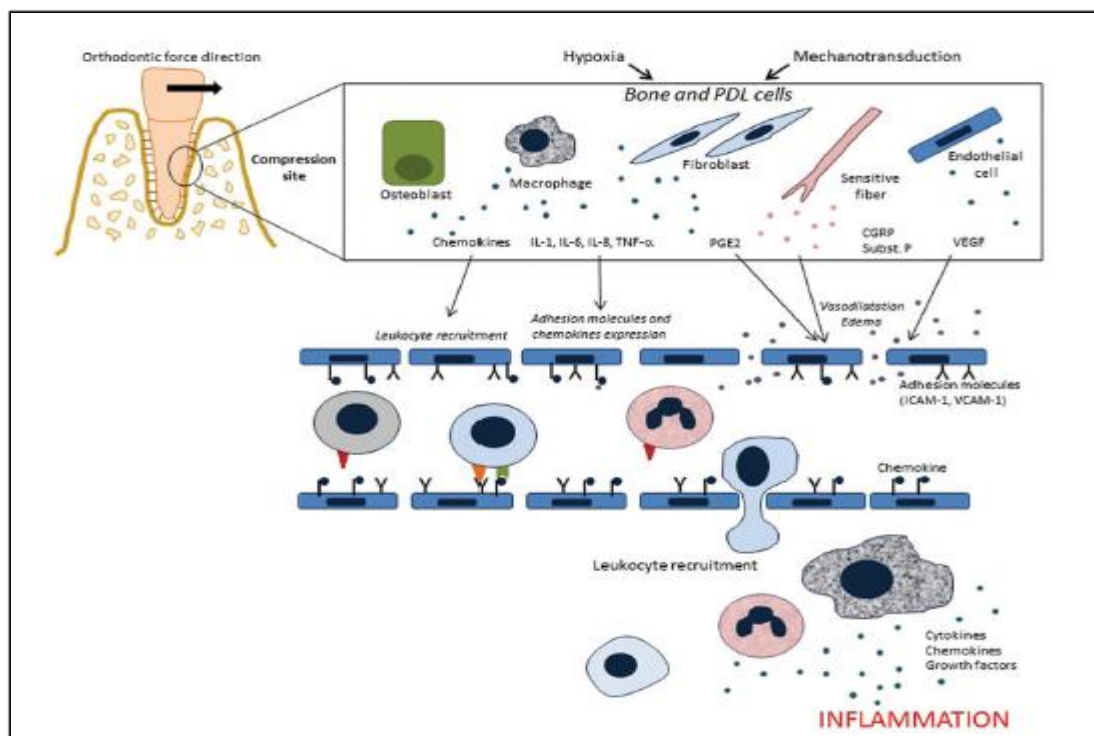 Orthodontic force direction
Hypoxia
Mechanotransduction
Bone and PDL cells
Compression
site
Osteoblast
Macrophage
Fibroblast
Sensitive
fiber
Endothelial
cell
Chemokines
IL-1, IL-6, IL-8, TNF-α.
PGE2
CGRP
Subst. P
VEGF
Leukocyte recruitment
Adhesion molecules and
chemokines expression
Vasodilatation
Edema
Adhesion molecules
(ICAM-1, VCAM-1)
Chemokine
Leukocyte recruitment
Cytokines
Chemokines
Growth factors
INFLAMMATION